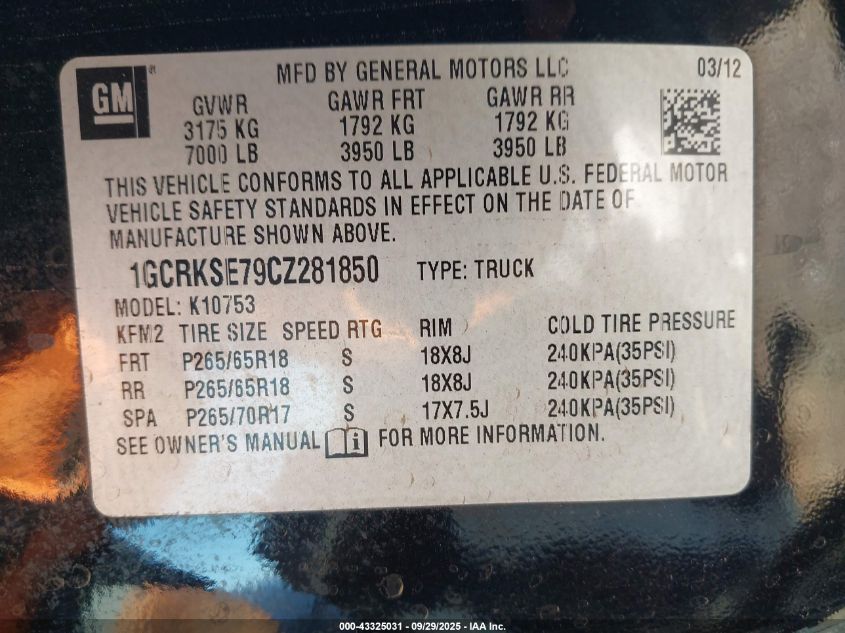 MFD BY GENERAL MOTORS LLC 03/12
GM
GVWR GAWR FRT GAWR RR
3175 KG 1792 KG 1792 KG
7000 LB 3950 LB 3950 LB
THIS VEHICLE CONFORMS TO ALL APPLICABLE U.S. FEDERAL MOTOR
VEHICLE SAFETY STANDARDS IN EFFECT ON THE DATE OF
MANUFACTURE SHOWN ABOVE.
1GCRKSE79CZ281850 TYPE: TRUCK
MODEL: K10753
KFM2 TIRE SIZE SPEED RTG RIM COLD TIRE PRESSURE
FRT P265/65R18 S 18X8J 240KPA(35PSI)
RR P265/65R18 S 18X8J 240KPA(35PSI)
SPA P265/70R17 S 17X7.5J 240KPA(35PSI)
SEE OWNER'S MANUAL FOR MORE INFORMATION.
000-43325031 - 09/29/2025 - IAA Inc.